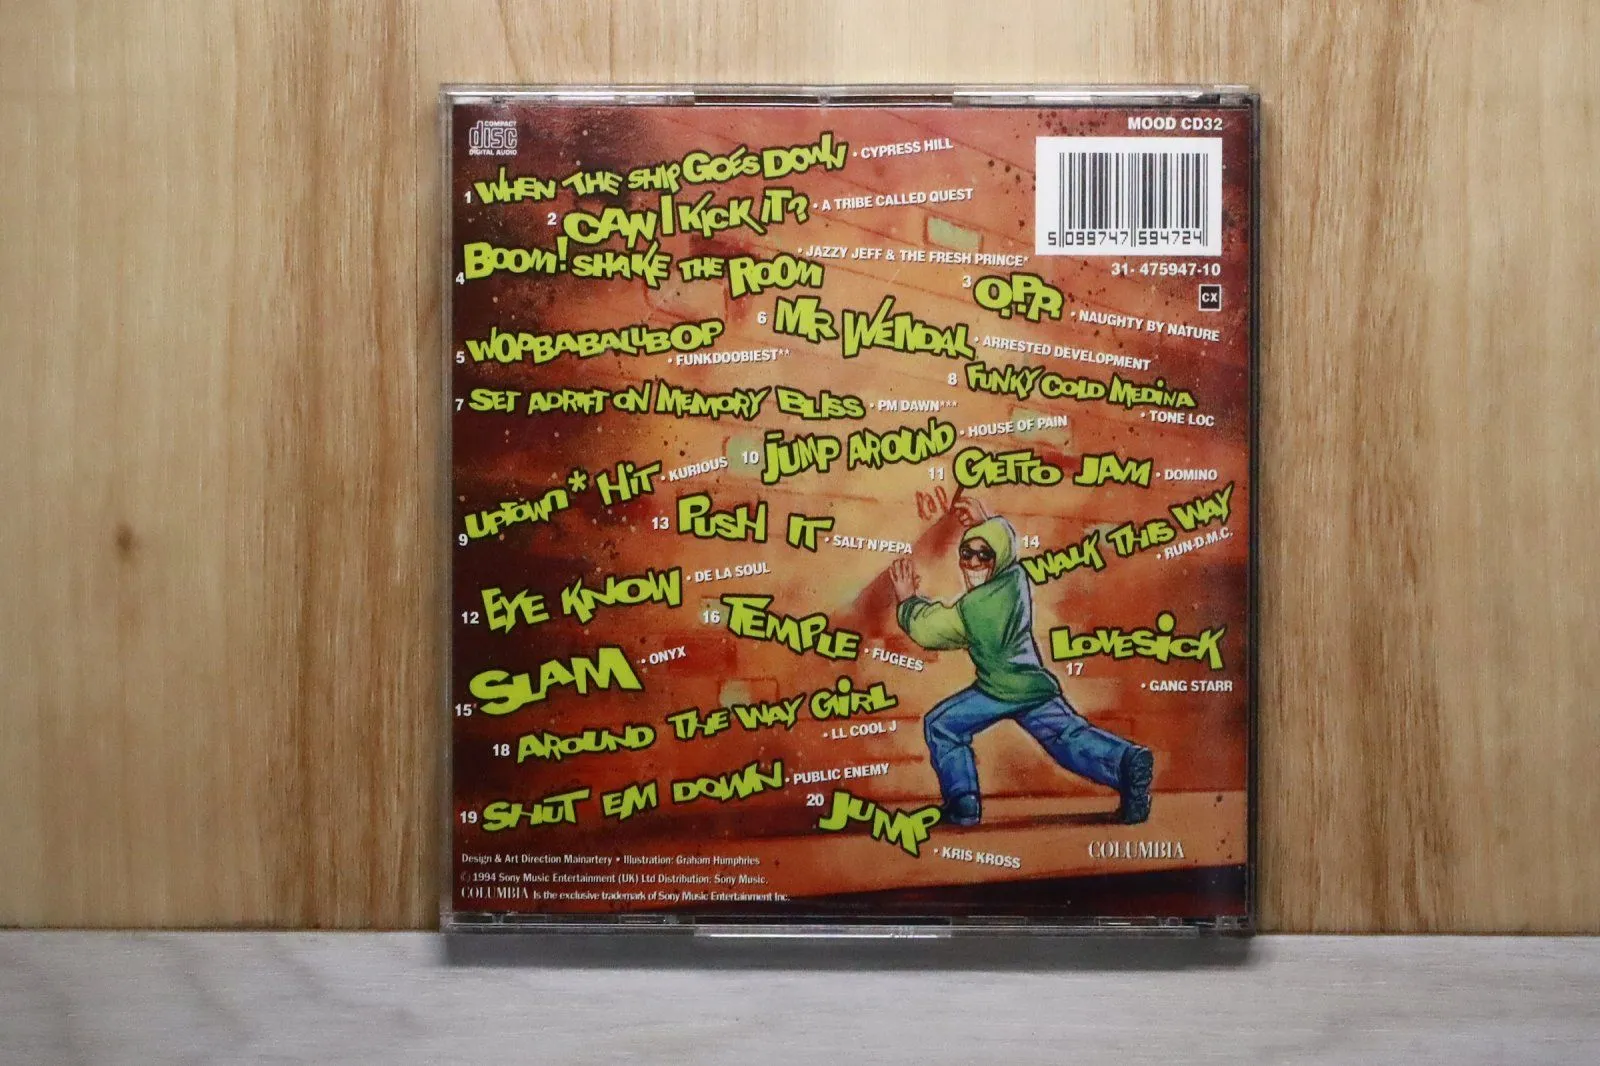 COMPACT
disc
DIGITAL AUDIO
MOOD CD32
5 099747 594724
31- 475947-10
CX
1 WHEN THE SHIP GOES DOWN • CYPRESS HILL
2 CAN I KICK IT? • A TRIBE CALLED QUEST
3 O.P.P. • NAUGHTY BY NATURE
4 BOOM! SHAKE THE ROOM • JAZZY JEFF & THE FRESH PRINCE*
5 WOPBABALUBOP • FUNKDOOBIEST**
6 MR WENDAL • ARRESTED DEVELOPMENT
7 SET ADRIFT ON MEMORY BLISS • PM DAWN***
8 FUNKY COLD MEDINA • TONE LOC
9 UPTOWN* HIT • KURIOUS
10 JUMP AROUND • HOUSE OF PAIN
11 GETTO JAM • DOMINO
12 EYE KNOW • DE LA SOUL
13 PUSH IT • SALT'N'PEPA
14 WALK THIS WAY • RUN-D.M.C.
15 SLAM • ONYX
16 TEMPLE • FUGEES
17 LOVESICK • GANG STARR
18 AROUND THE WAY GIRL • LL COOL J
19 SHUT EM DOWN • PUBLIC ENEMY
20 JUMP • KRIS KROSS
COLUMBIA
Design & Art Direction Mainartery • Illustration: Graham Humphries
℗ 1994 Sony Music Entertainment (UK) Ltd Distribution: Sony Music.
COLUMBIA Is the exclusive trademark of Sony Music Entertainment Inc.